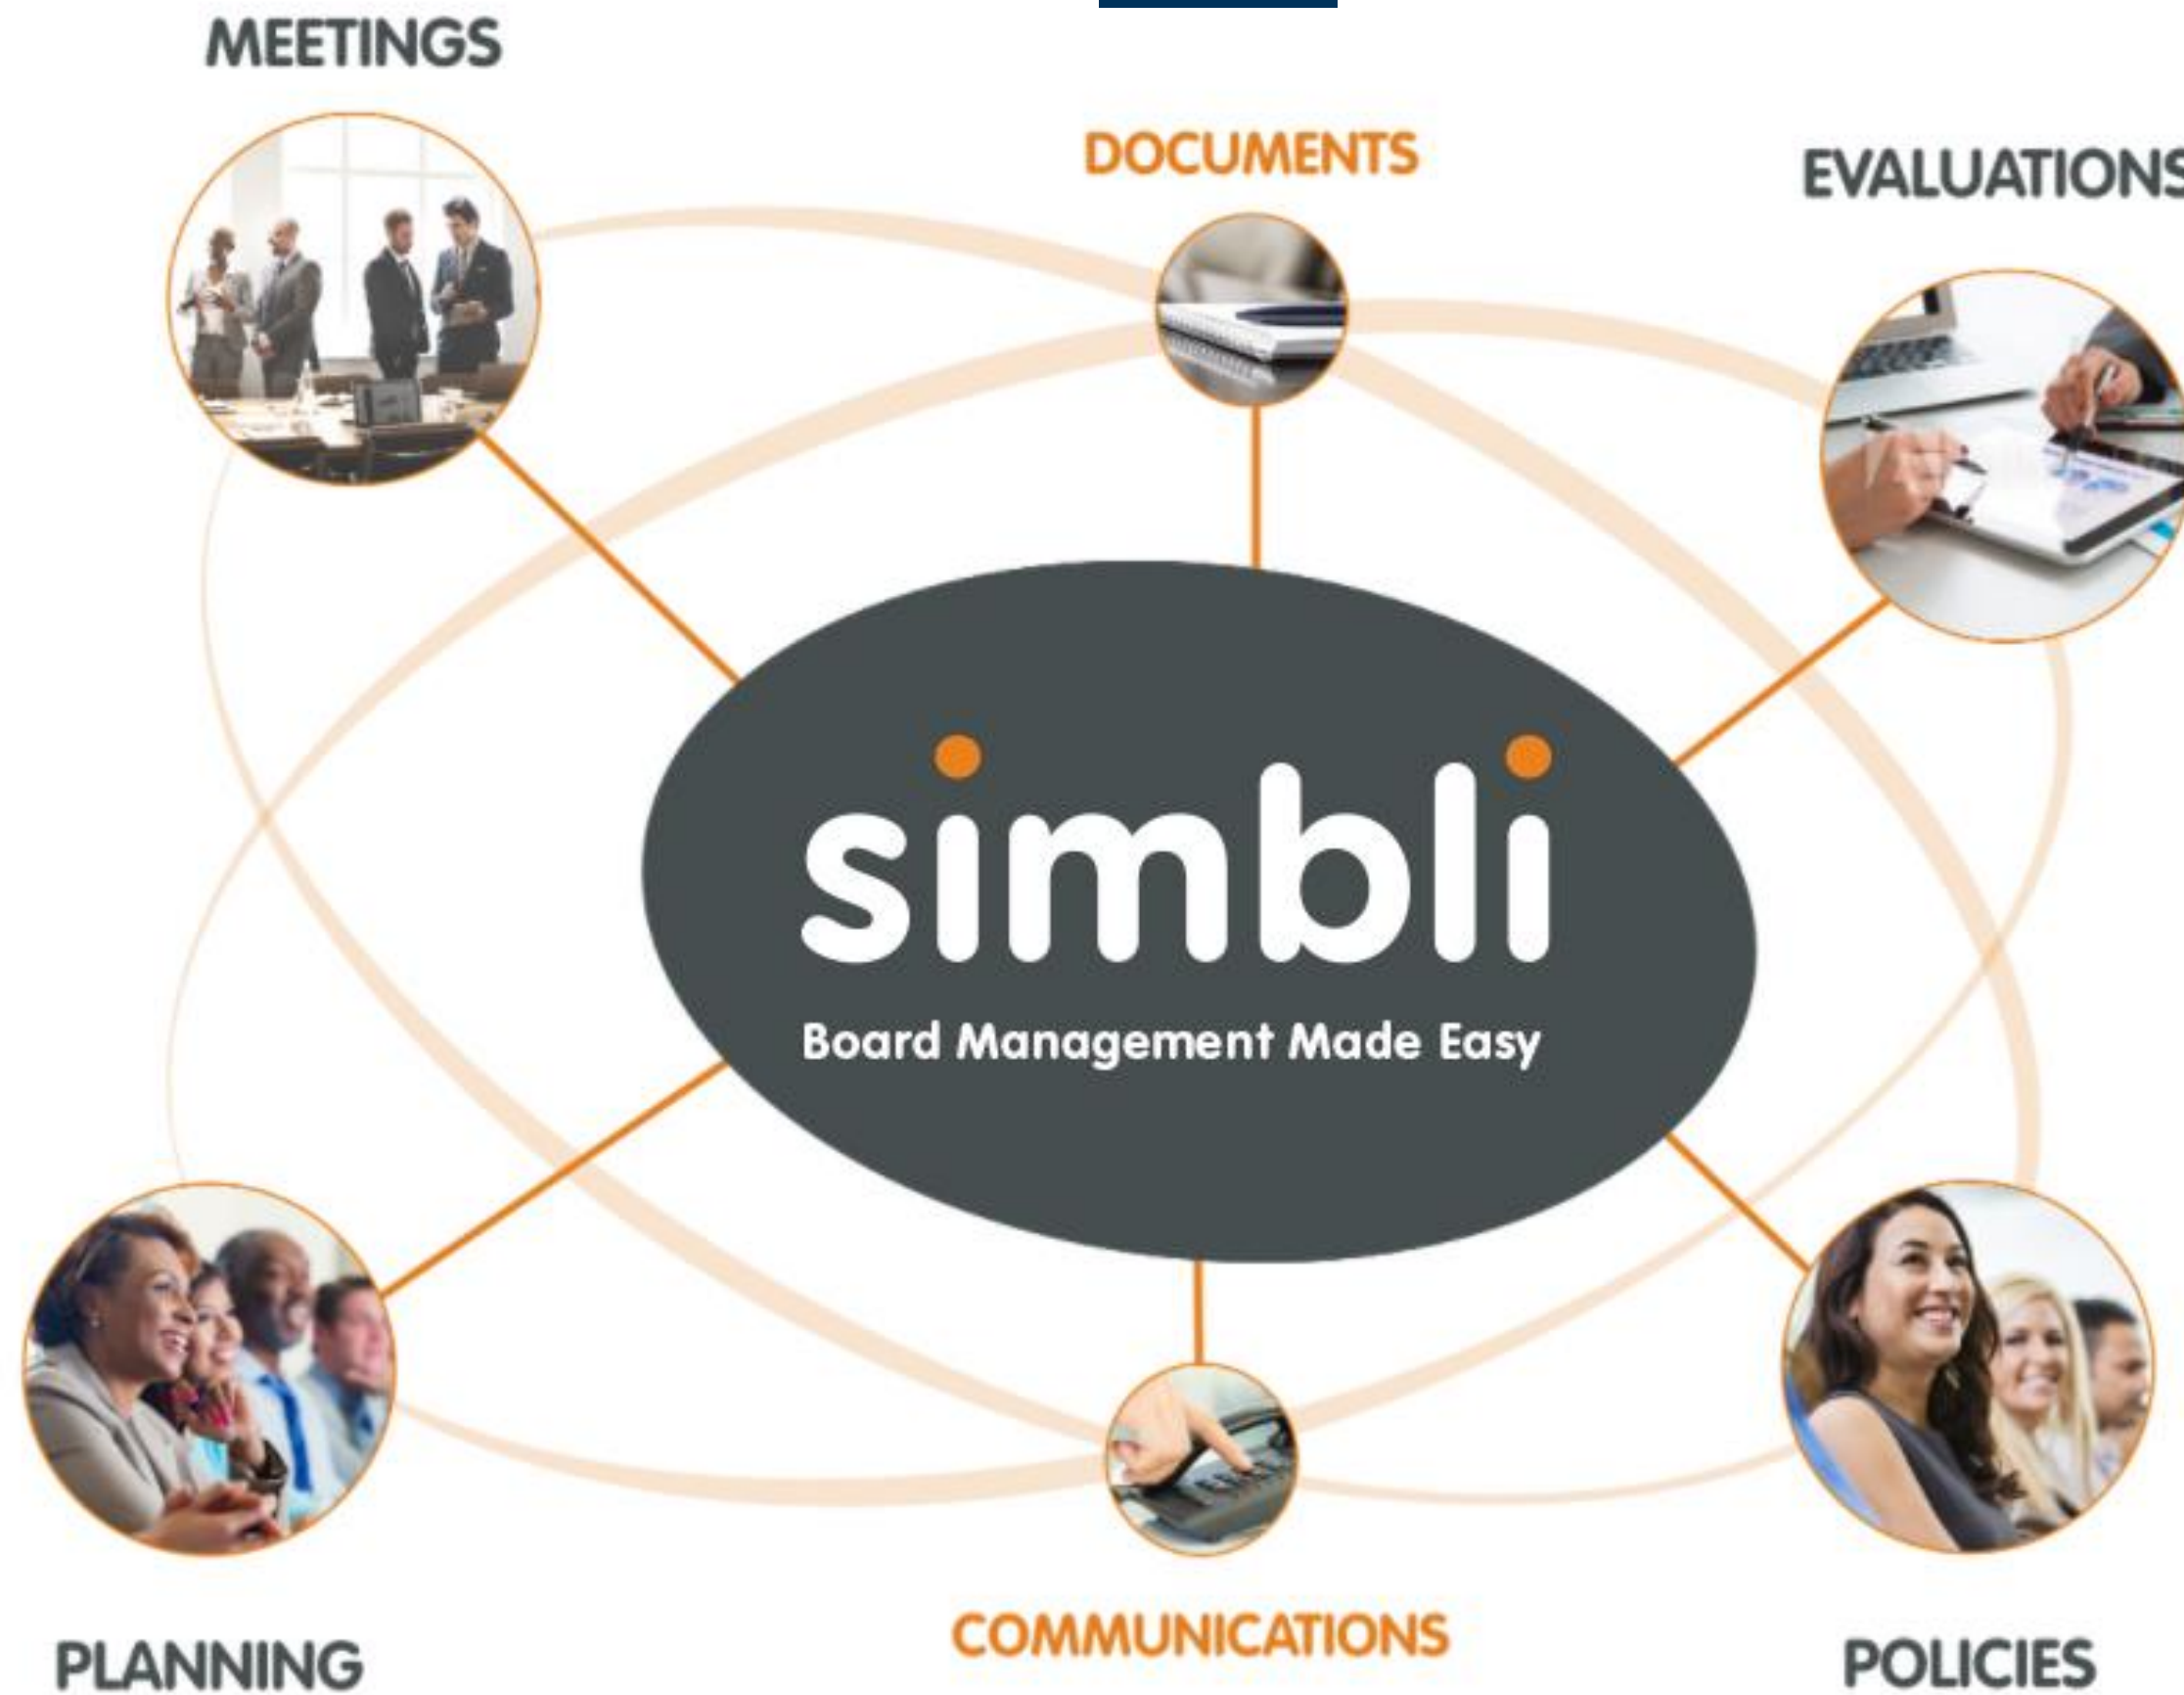 MEETINGS
DOCUMENTS
EVALUATIONS
simbli
Board Management Made Easy
PLANNING
COMMUNICATIONS
POLICIES